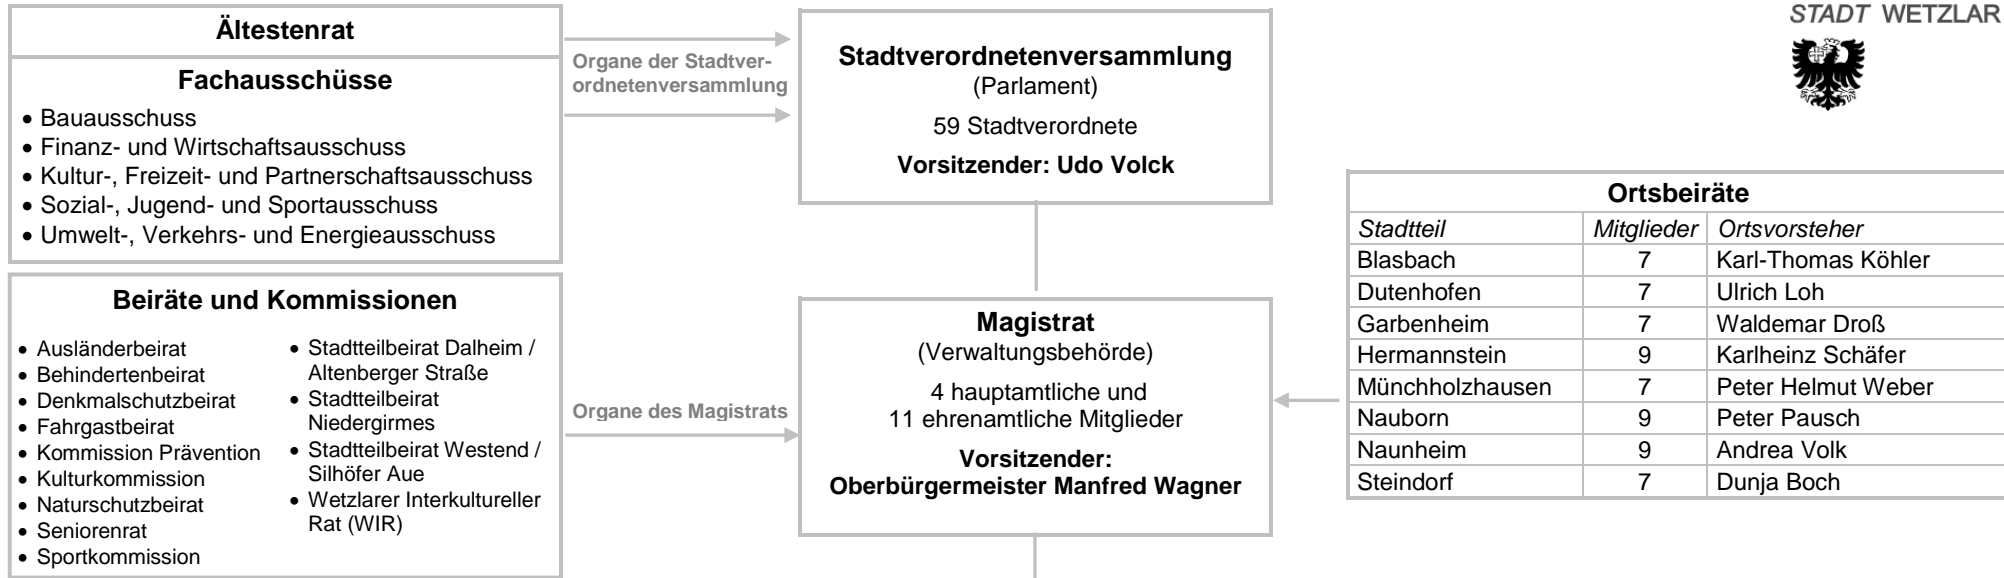 STADT WETZLAR
Ältestenrat
Fachausschüsse
• Bauausschuss
• Finanz- und Wirtschaftsausschuss
• Kultur-, Freizeit- und Partnerschaftsausschuss
• Sozial-, Jugend- und Sportausschuss
• Umwelt-, Verkehrs- und Energieausschuss
Organe der Stadtver-
ordnetenversammlung
Stadtverordnetenversammlung
(Parlament)
59 Stadtverordnete
Vorsitzender: Udo Volck
Beiräte und Kommissionen
• Ausländerbeirat
• Behindertenbeirat
• Denkmalschutzbeirat
• Fahrgastbeirat
• Kommission Prävention
• Kulturkommission
• Naturschutzbeirat
• Seniorenrat
• Sportkommission
• Stadtteilbeirat Dalheim /
Altenberger Straße
• Stadtteilbeirat
Niedergirmes
• Stadtteilbeirat Westend /
Silhöfer Aue
• Wetzlarer Interkultureller
Rat (WIR)
Organe des Magistrats
Magistrat
(Verwaltungsbehörde)
4 hauptamtliche und
11 ehrenamtliche Mitglieder
Vorsitzender:
Oberbürgermeister Manfred Wagner
Ortsbeiräte
Stadtteil Mitglieder Ortsvorsteher
Blasbach 7 Karl-Thomas Köhler
Dutenhofen 7 Ulrich Loh
Garbenheim 7 Waldemar Droß
Hermannstein 9 Karlheinz Schäfer
Münchholzhausen 7 Peter Helmut Weber
Nauborn 9 Peter Pausch
Naunheim 9 Andrea Volk
Steindorf 7 Dunja Boch